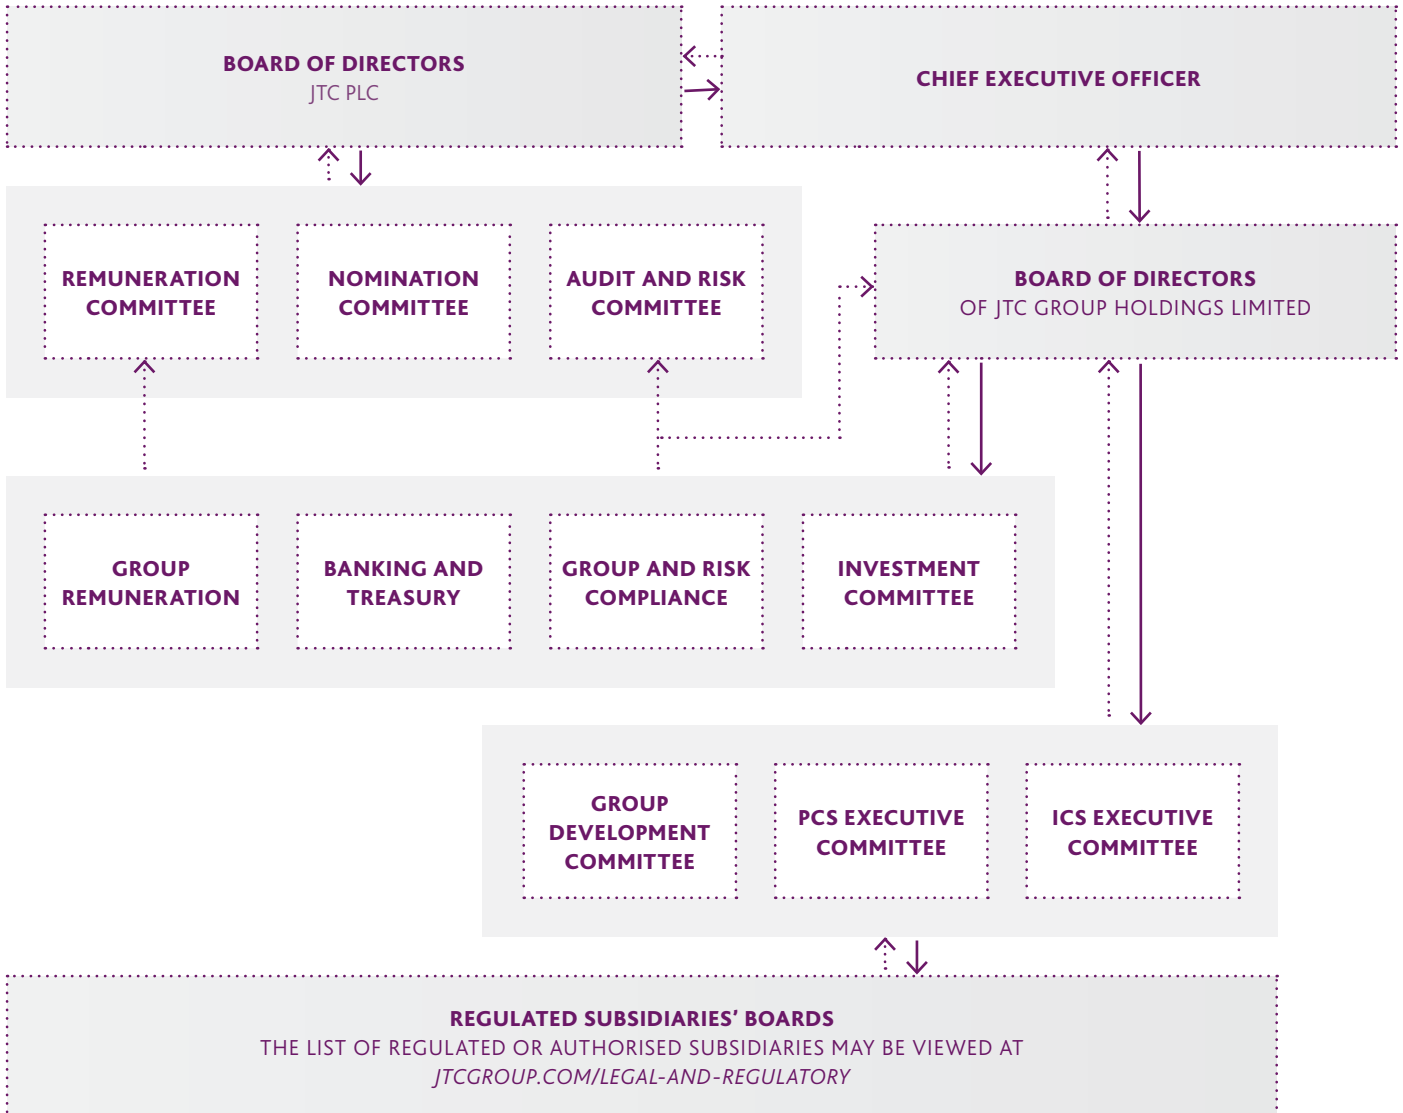 BOARD OF DIRECTORS
JTC PLC
CHIEF EXECUTIVE OFFICER
REMUNERATION
COMMITTEE
NOMINATION
COMMITTEE
AUDIT AND RISK
COMMITTEE
BOARD OF DIRECTORS
OF JTC GROUP HOLDINGS LIMITED
GROUP
REMUNERATION
BANKING AND
TREASURY
GROUP AND RISK
COMPLIANCE
INVESTMENT
COMMITTEE
GROUP
DEVELOPMENT
COMMITTEE
PCS EXECUTIVE
COMMITTEE
ICS EXECUTIVE
COMMITTEE
REGULATED SUBSIDIARIES’ BOARDS
THE LIST OF REGULATED OR AUTHORISED SUBSIDIARIES MAY BE VIEWED AT
JTCGROUP.COM/LEGAL-AND-REGULATORY